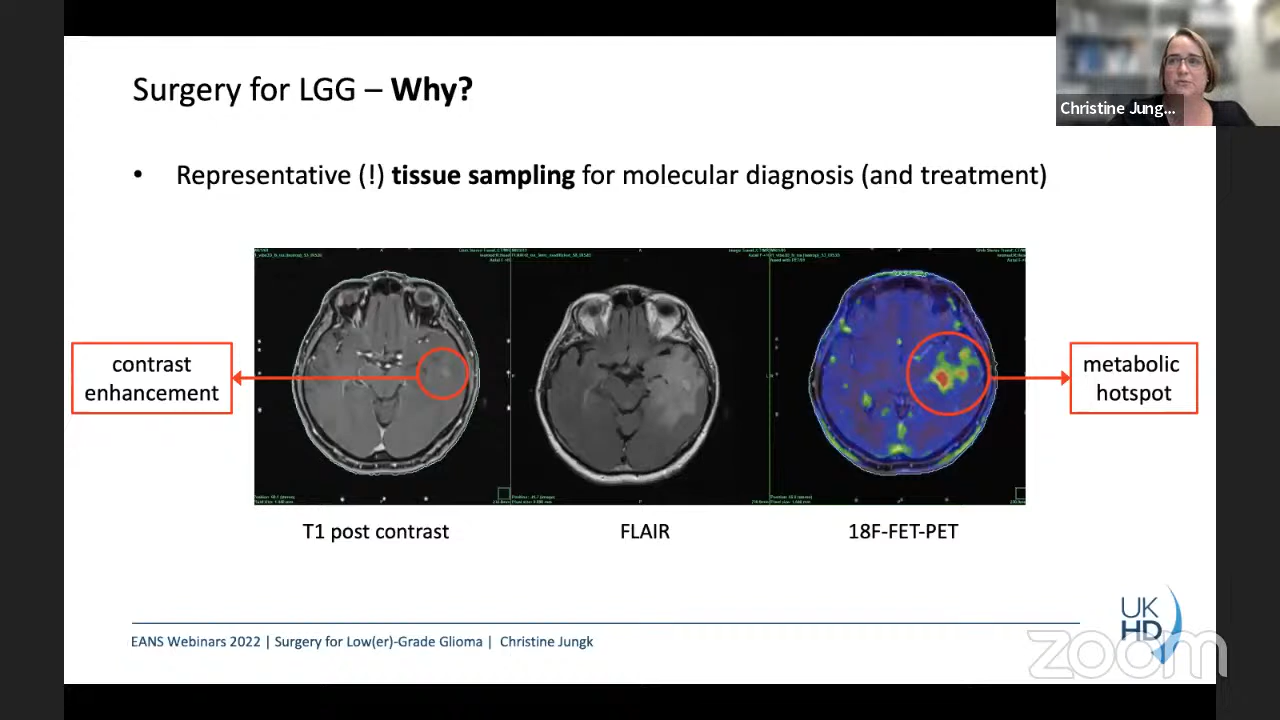 Surgery for LGG – Why?
Christine Jung...
• Representative (!) tissue sampling for molecular diagnosis (and treatment)
contrast
enhancement
metabolic
hotspot
T1 post contrast
FLAIR
18F-FET-PET
EANS Webinars 2022 | Surgery for Low(er)-Grade Glioma | Christine Jungk
UK
HD
zoom